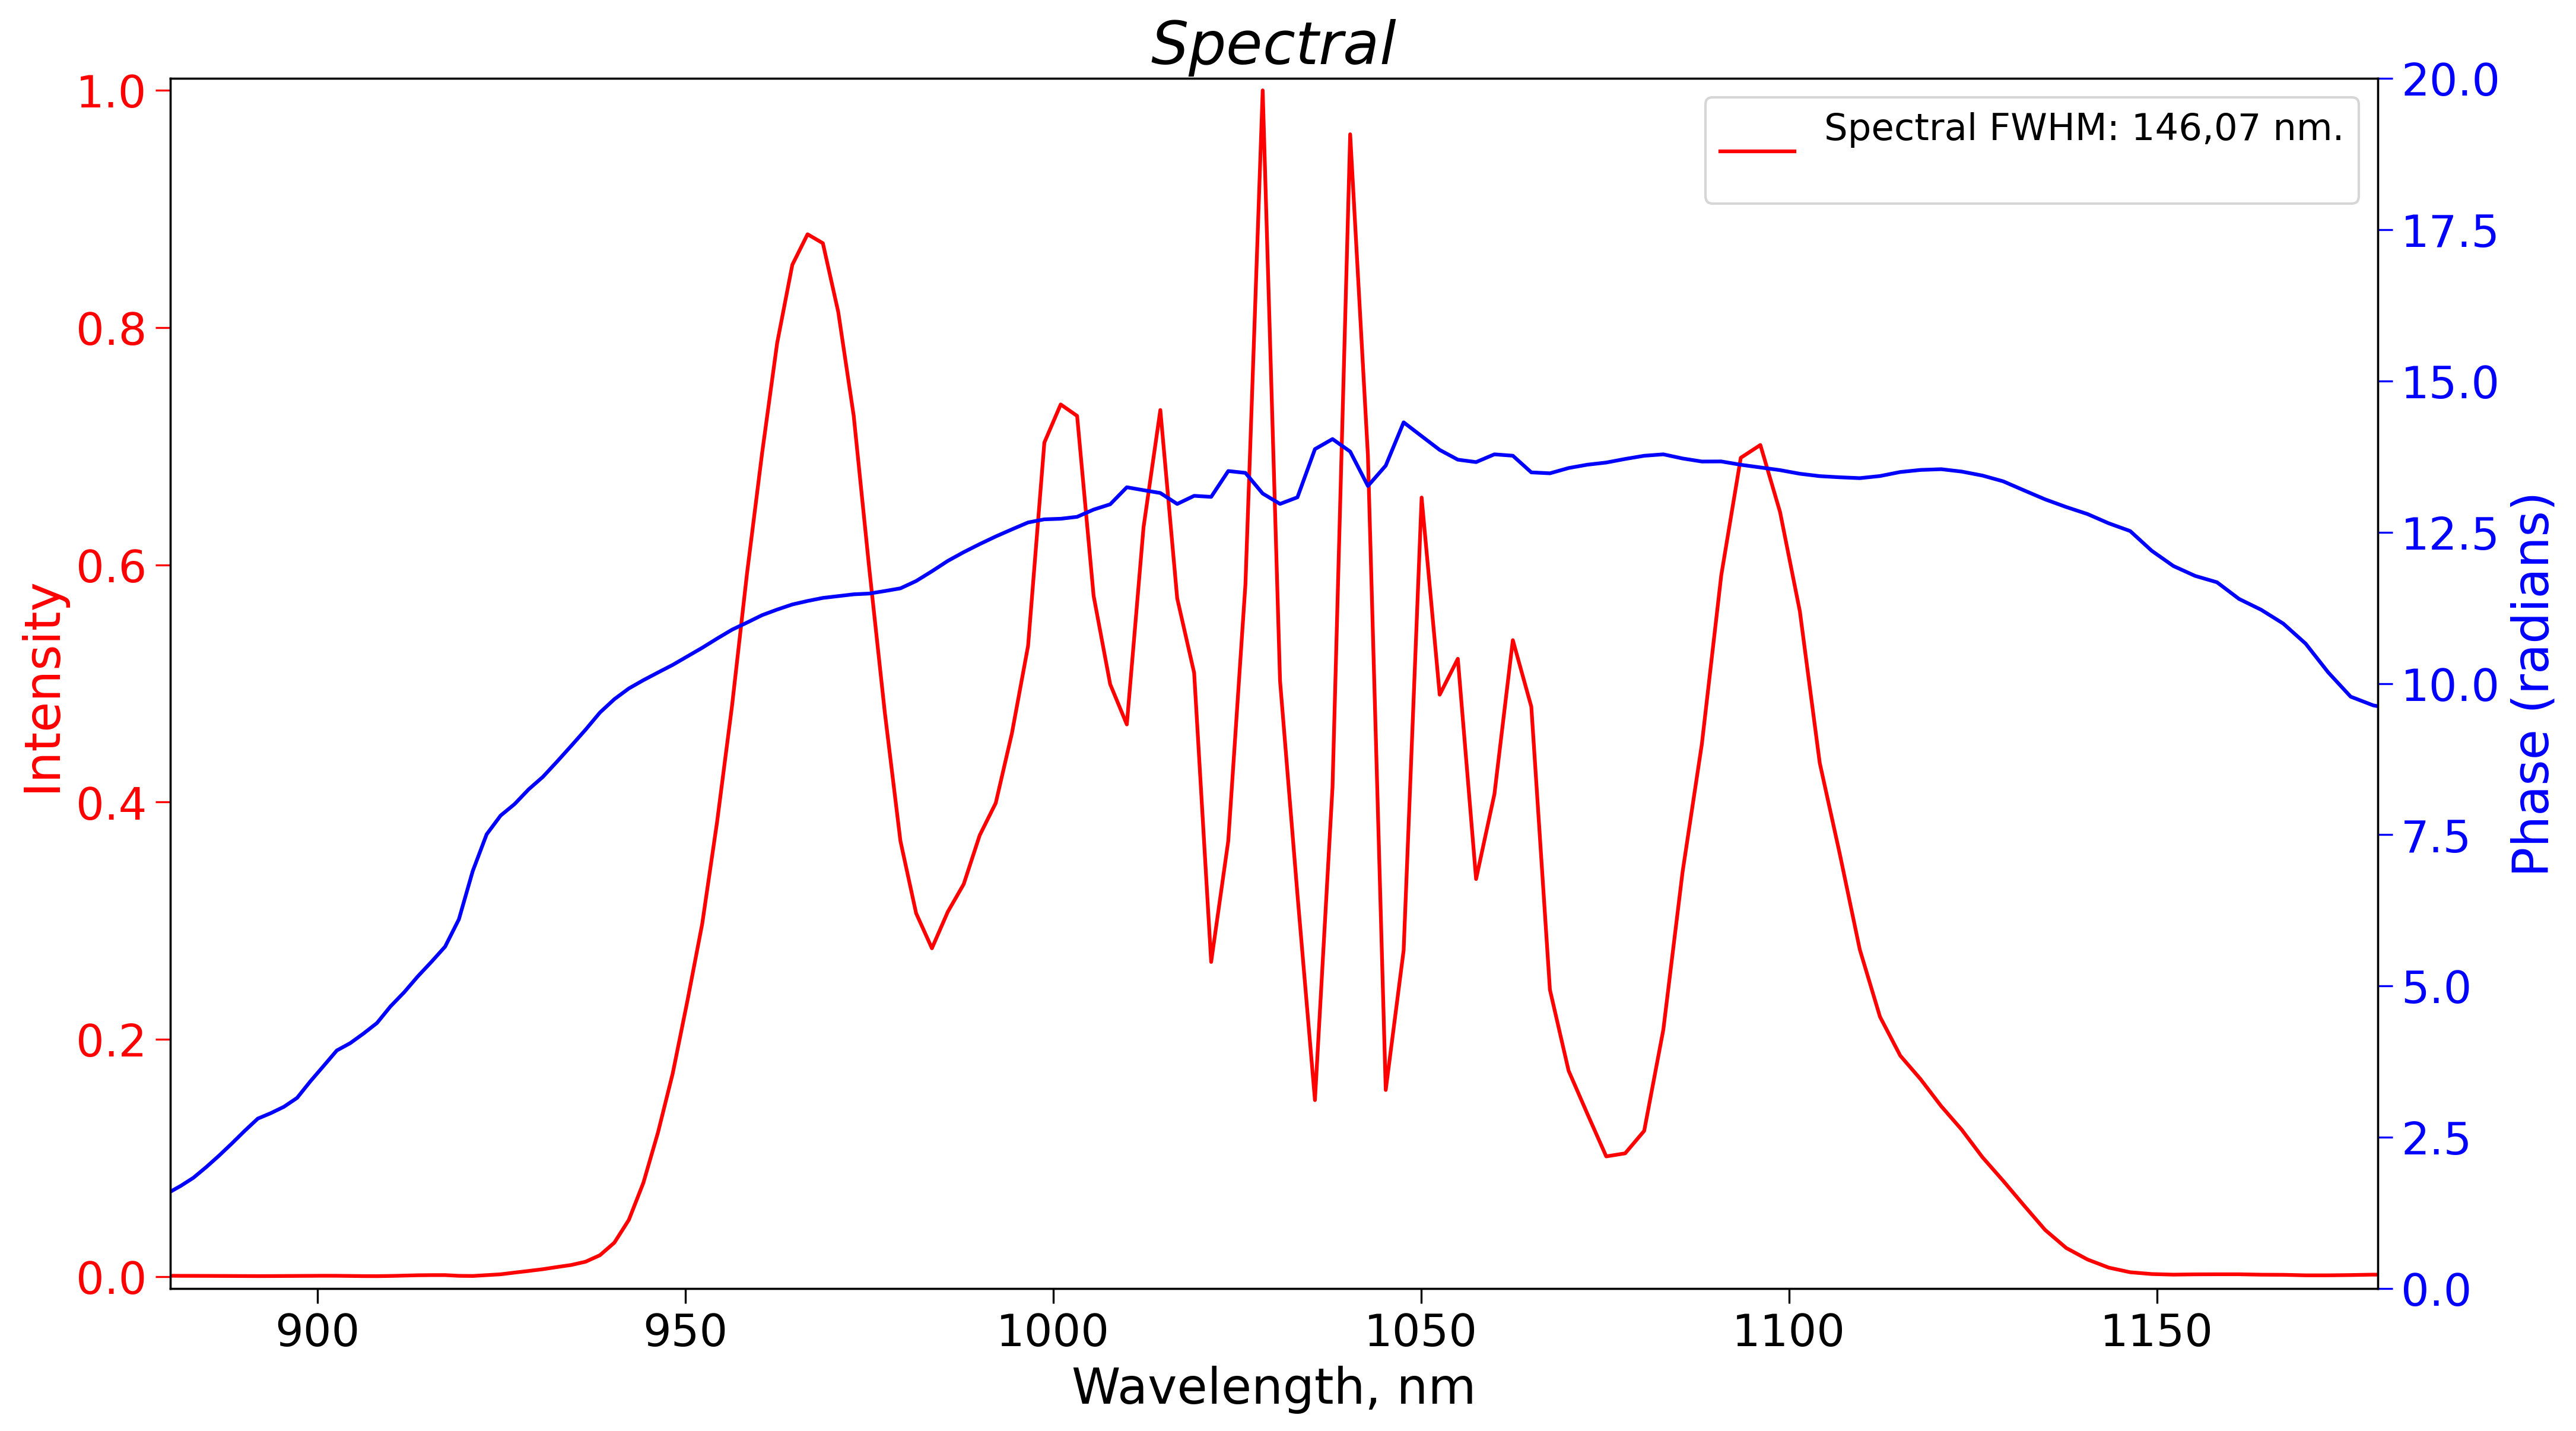 Spectral
Spectral FWHM: 146,07 nm.
Intensity
1.0
0.8
0.6
0.4
0.2
0.0
20.0
17.5
15.0
12.5
10.0
7.5
5.0
2.5
0.0
Phase (radians)
900 950 1000 1050 1100 1150
Wavelength, nm